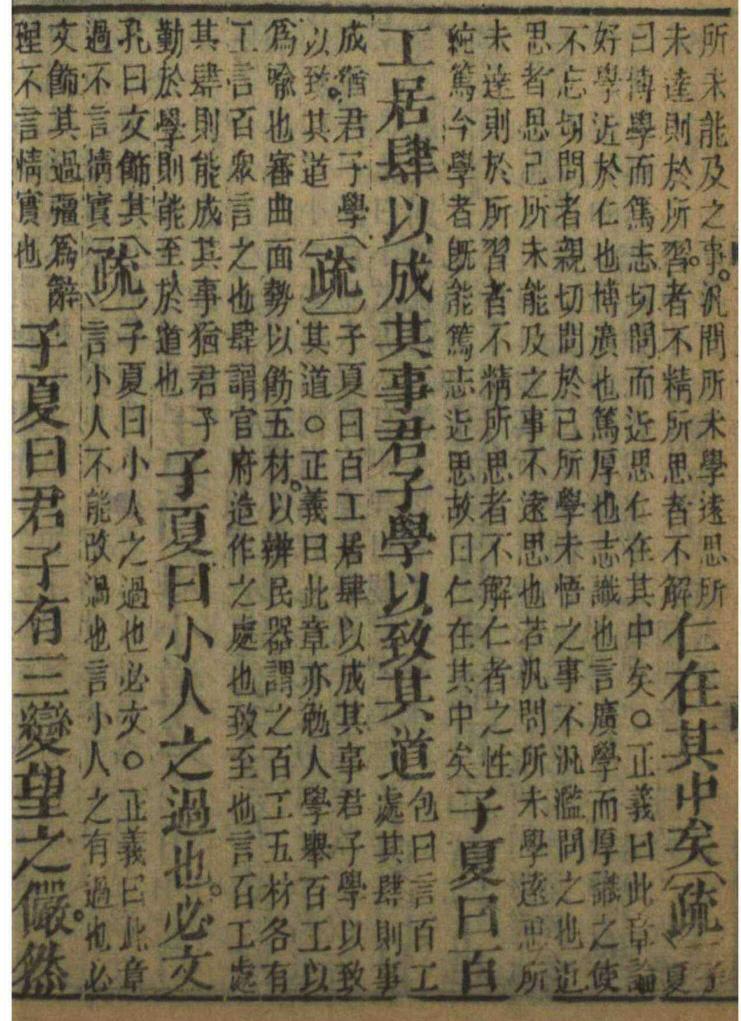 所未能及之事汎問所未學遠思所
未達則於所習者不精所思者不解
仁在其中矣
疏
子
夏
曰博學而篤志切問而近思仁在其中矣○正義曰此章論
好學近於仁也博廣也篤厚也志識也言廣學而厚識之使
不忘切問者親切問於己所學未悟之事不汎濫問之也近
思者思己所未能及之事不遠思也若汎問所未學遠思所
未達則於所習者不精所思者不解仁者之性
純篤今學者既能篤志近思故曰仁在其中矣
子夏曰百
工居肆以成其事君子學以致其道
包曰言百工
處其肆則事
成猶君子學
以致其道
疏
子夏曰百工居肆以成其事君子學以致
其道○正義曰此章亦勉人學舉百工以
爲喻也審曲面勢以飭五材以辨民器謂之百工五材各有
工言百衆言之也肆謂官府造作之處也致至也言百工處
其肆則能成其事猶君子
勤於學則能至於道也
子夏曰小人之過也必文
孔曰文飾其
過不言情實
疏
子夏曰小人之過也必文○正義曰此章
言小人不能改過也言小人之有過也必
文飾其過彊爲辭
理不言情實也
子夏曰君子有三變望之儼然